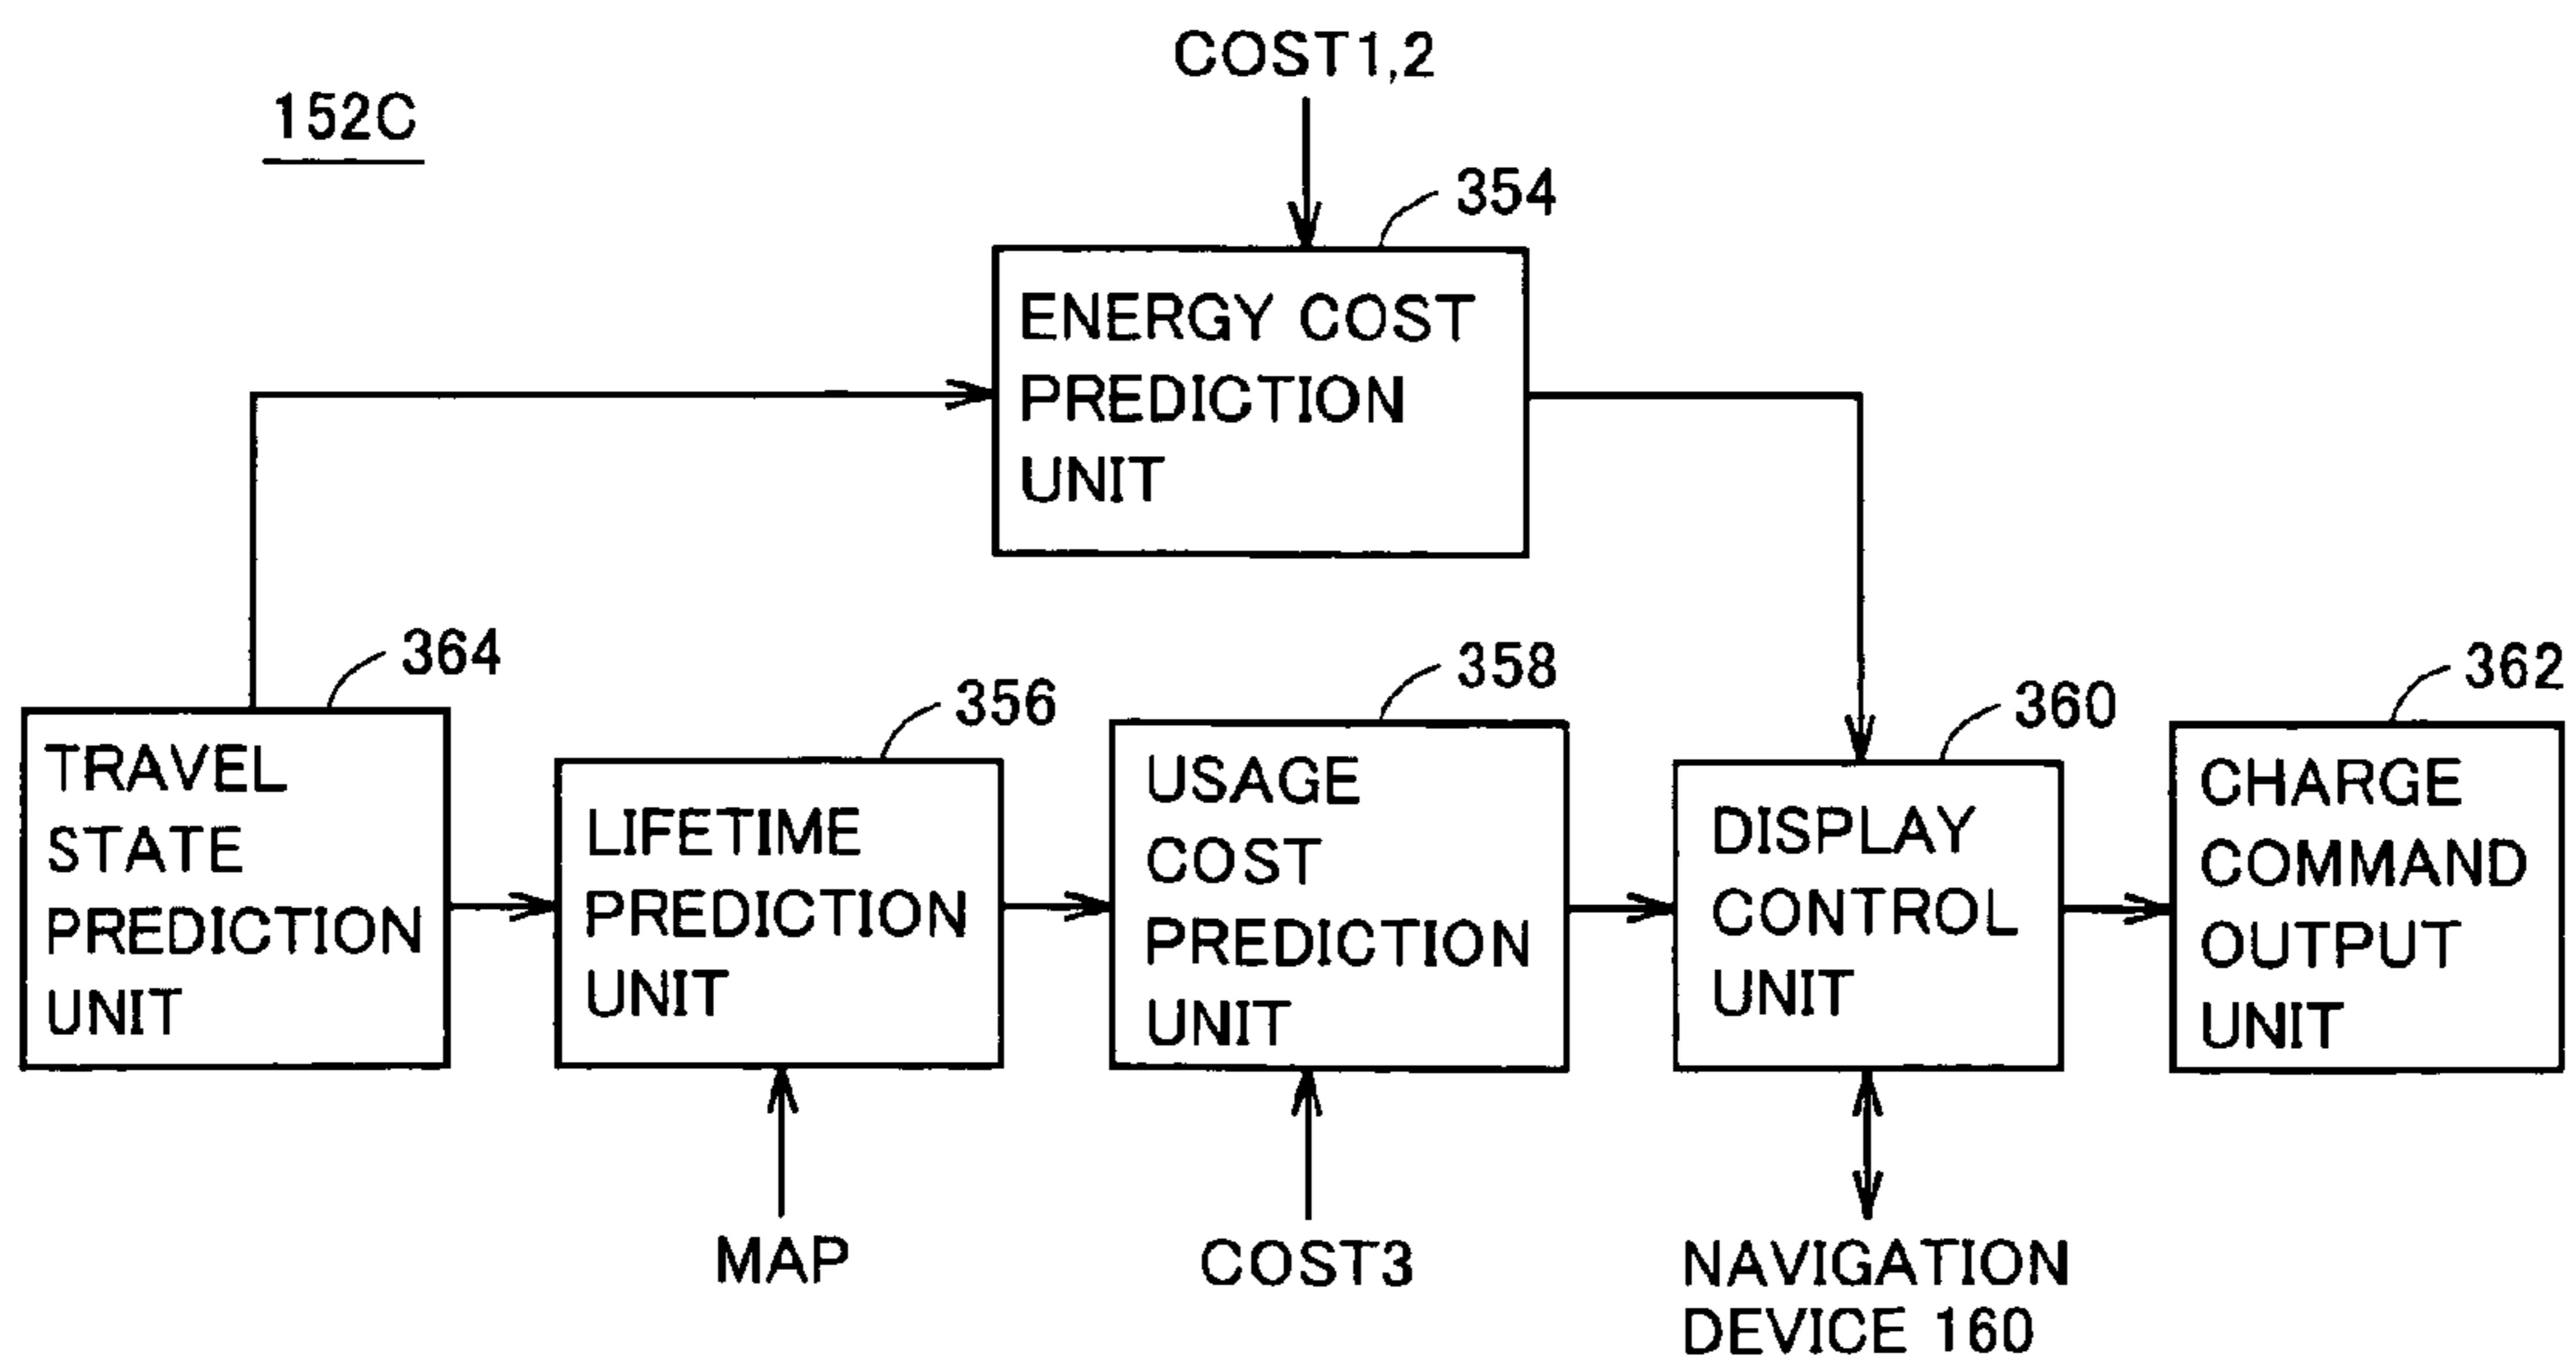 COST1,2
152C
354
ENERGY COST
PREDICTION
UNIT
364
TRAVEL
STATE
PREDICTION
UNIT
356
LIFETIME
PREDICTION
UNIT
358
USAGE
COST
PREDICTION
UNIT
360
DISPLAY
CONTROL
UNIT
362
CHARGE
COMMAND
OUTPUT
UNIT
MAP
COST3
NAVIGATION
DEVICE 160